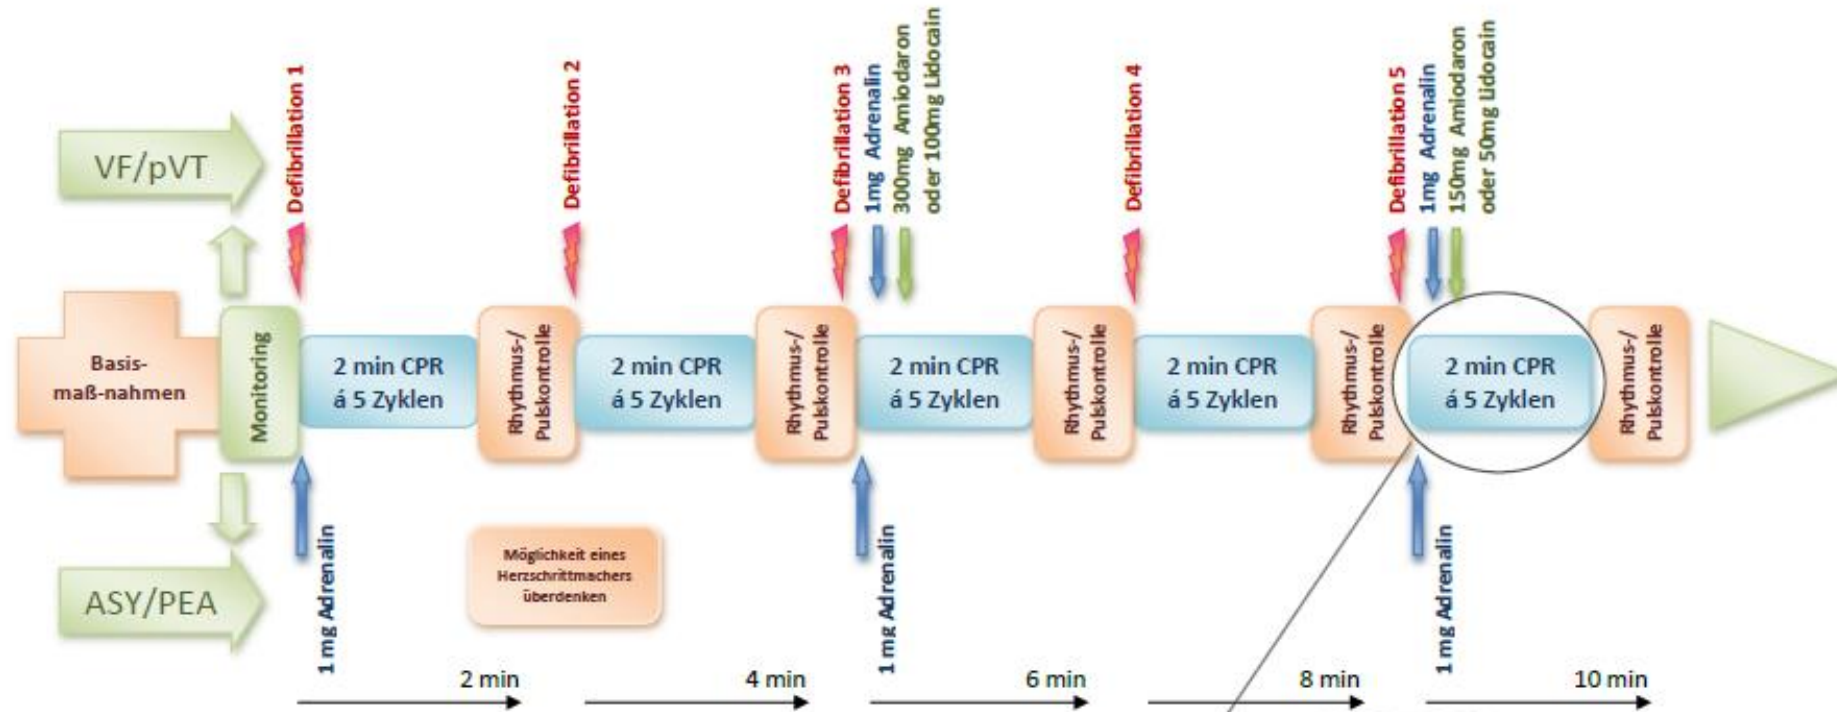 Defibrillation 1
Defibrillation 2
Defibrillation 3
1mg Adrenalin
300mg Amiodaron
oder 100mg Lidocain
Defibrillation 4
Defibrillation 5
1mg Adrenalin
150mg Amiodaron
oder 50mg Lidocain
VF/pVT
Basis-
maß-nahmen
Monitoring
2 min CPR
á 5 Zyklen
Rhythmus-/
Pulskontrolle
2 min CPR
á 5 Zyklen
Rhythmus-/
Pulskontrolle
2 min CPR
á 5 Zyklen
Rhythmus-/
Pulskontrolle
2 min CPR
á 5 Zyklen
Rhythmus-/
Pulskontrolle
2 min CPR
á 5 Zyklen
Rhythmus-/
Pulskontrolle
ASY/PEA
1 mg Adrenalin
Möglichkeit eines
Herzschrittmachers
überdenken
1 mg Adrenalin
1 mg Adrenalin
2 min
4 min
6 min
8 min
10 min